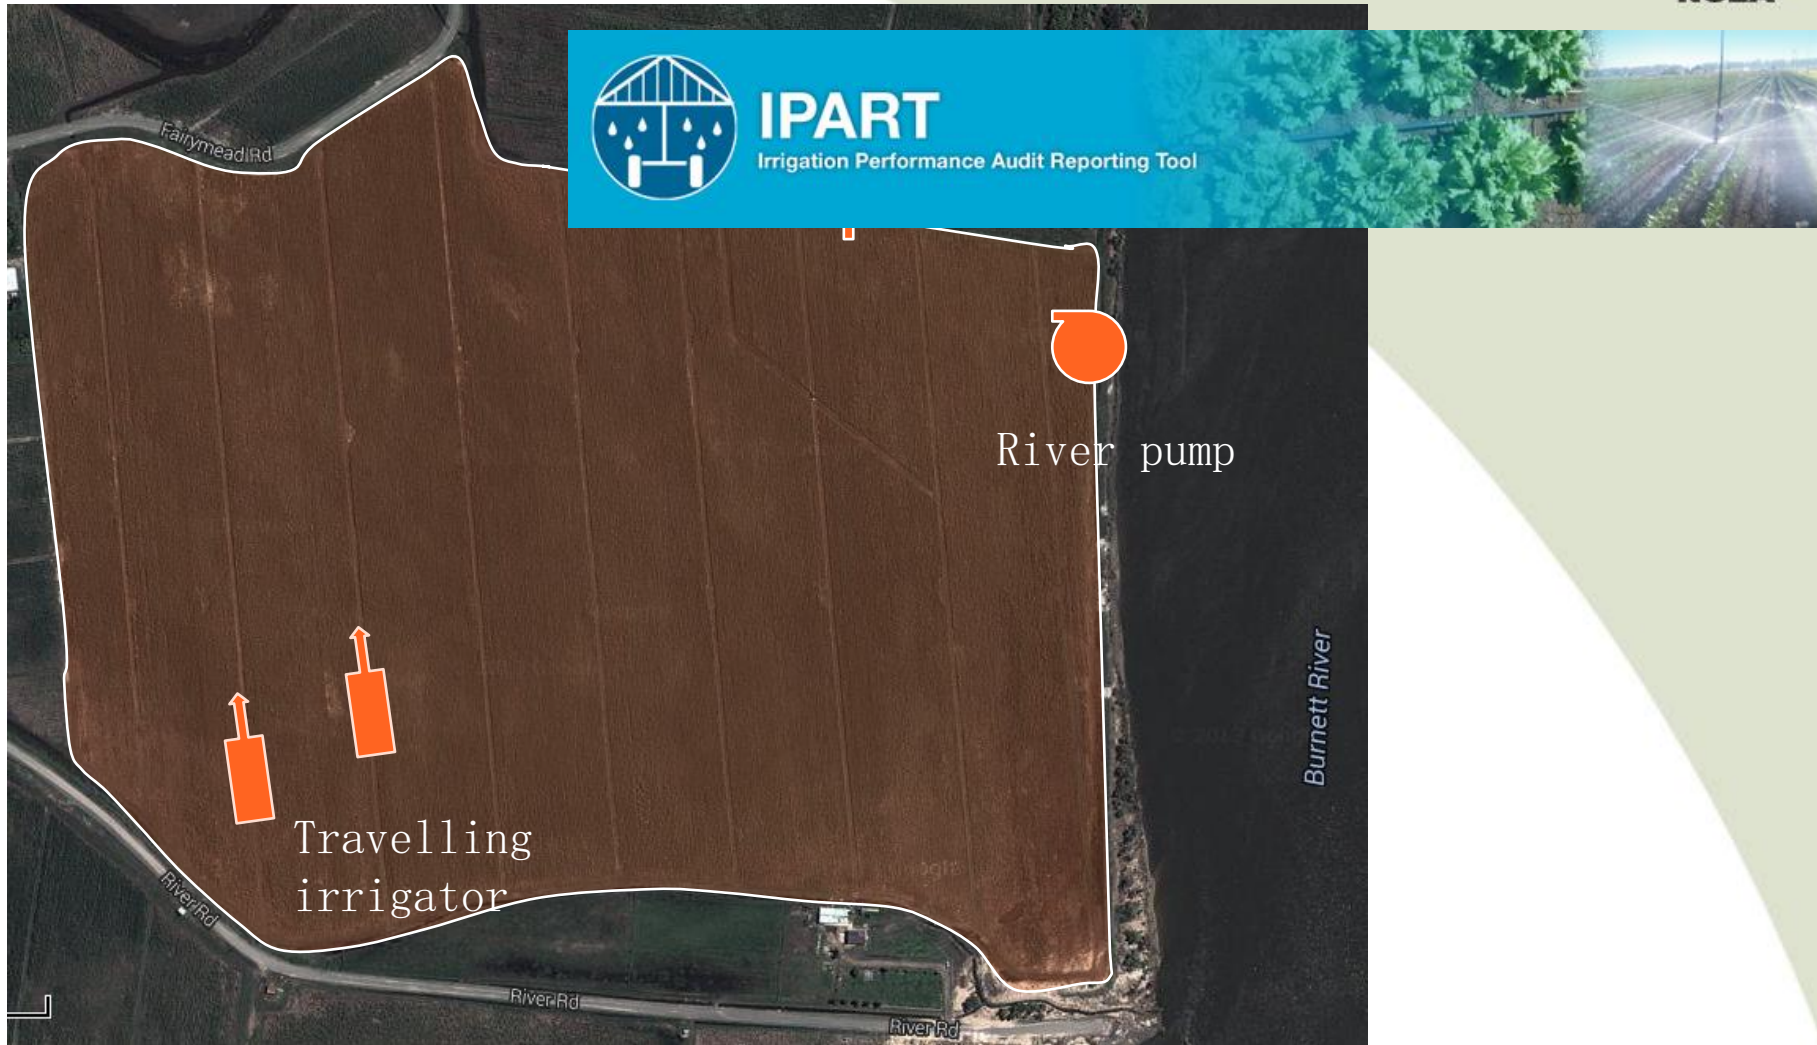 IPART
Irrigation Performance Audit Reporting Tool
Fairymead Rd
River pump
Burnett River
Travelling
irrigator
River Rd
River Rd
River Rd